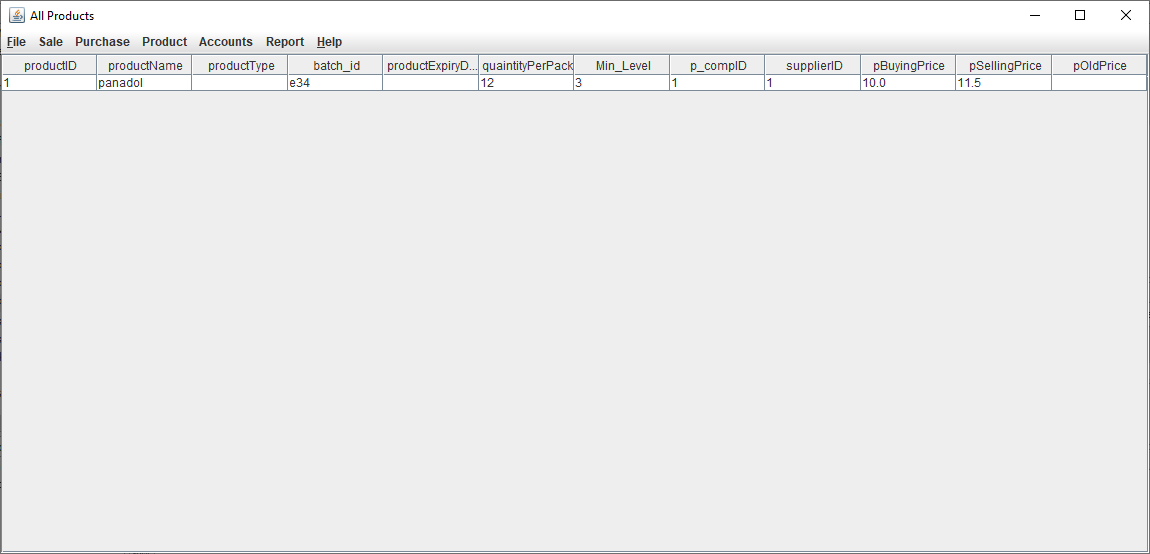 All Products
File Sale Purchase Product Accounts Report Help
productID productName productType batch_id productExpiryD... quaintityPerPack Min_Level p_compID supplierID pBuyingPrice pSellingPrice pOldPrice
1 panadol e34 12 3 1 1 10.0 11.5